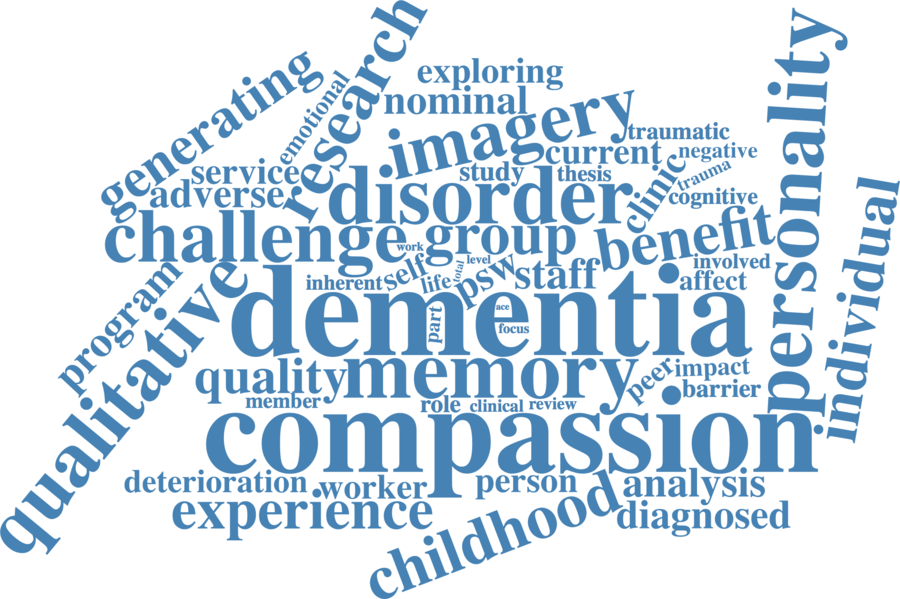 exploring
nominal
research
emotional
generating
imagery
traumatic
current
negative
personality
service
study
thesis
trauma
clinic
adverse
disorder
cognitive
individual
challenge
work
group
benefit
level
total
involved
inherent
self
life
psw
staff
affect
program
qualitative
dementia
ace
part
focus
quality
memory
peer
impact
barrier
member
role
clinical
review
compassion
deterioration
worker
person
analysis
experience
childhood
diagnosed